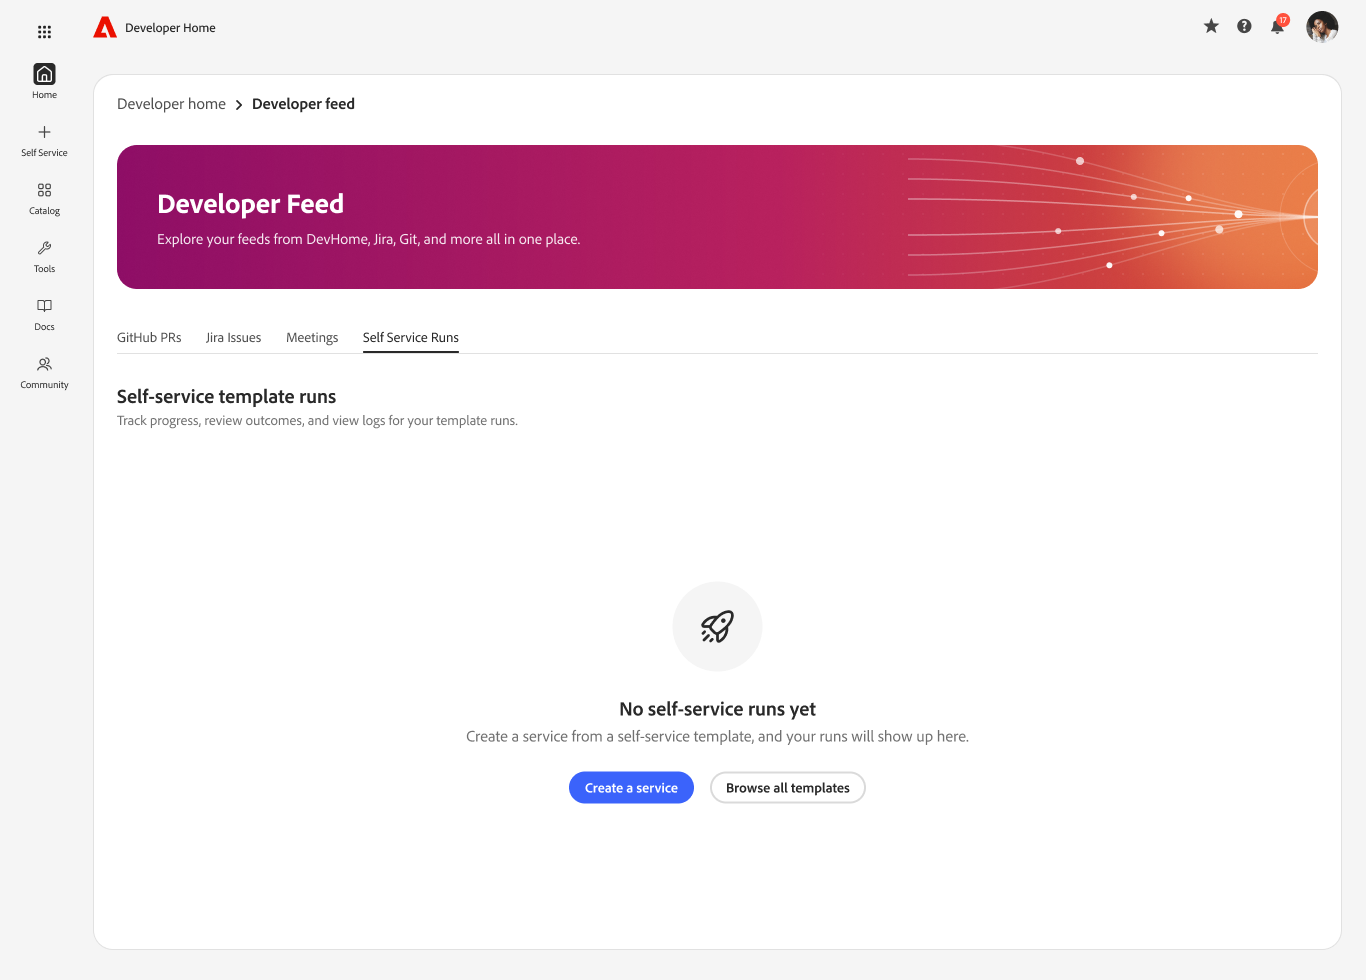 Developer Home
17
Home
Self Service
Catalog
Tools
Docs
Community
Developer home > Developer feed
Developer Feed
Explore your feeds from DevHome, Jira, Git, and more all in one place.
GitHub PRs Jira Issues Meetings Self Service Runs
Self-service template runs
Track progress, review outcomes, and view logs for your template runs.
No self-service runs yet
Create a service from a self-service template, and your runs will show up here.
Create a service Browse all templates